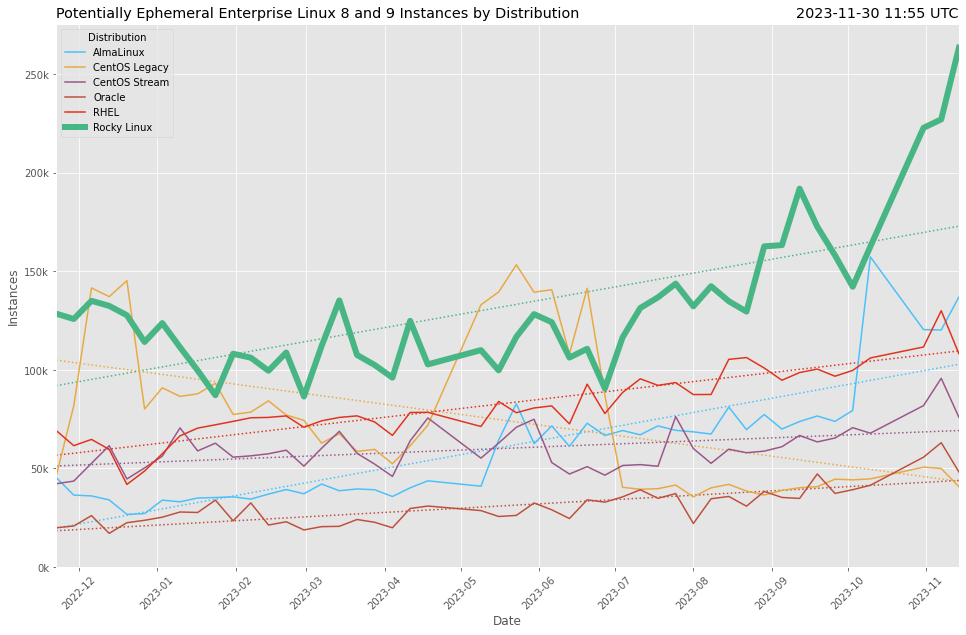 Potentially Ephemeral Enterprise Linux 8 and 9 Instances by Distribution
2023-11-30 11:55 UTC
Distribution
AlmaLinux
CentOS Legacy
CentOS Stream
Oracle
RHEL
Rocky Linux
250k
200k
150k
100k
50k
0k
Instances
2022-12
2023-01
2023-02
2023-03
2023-04
2023-05
2023-06
2023-07
2023-08
2023-09
2023-10
2023-11
Date